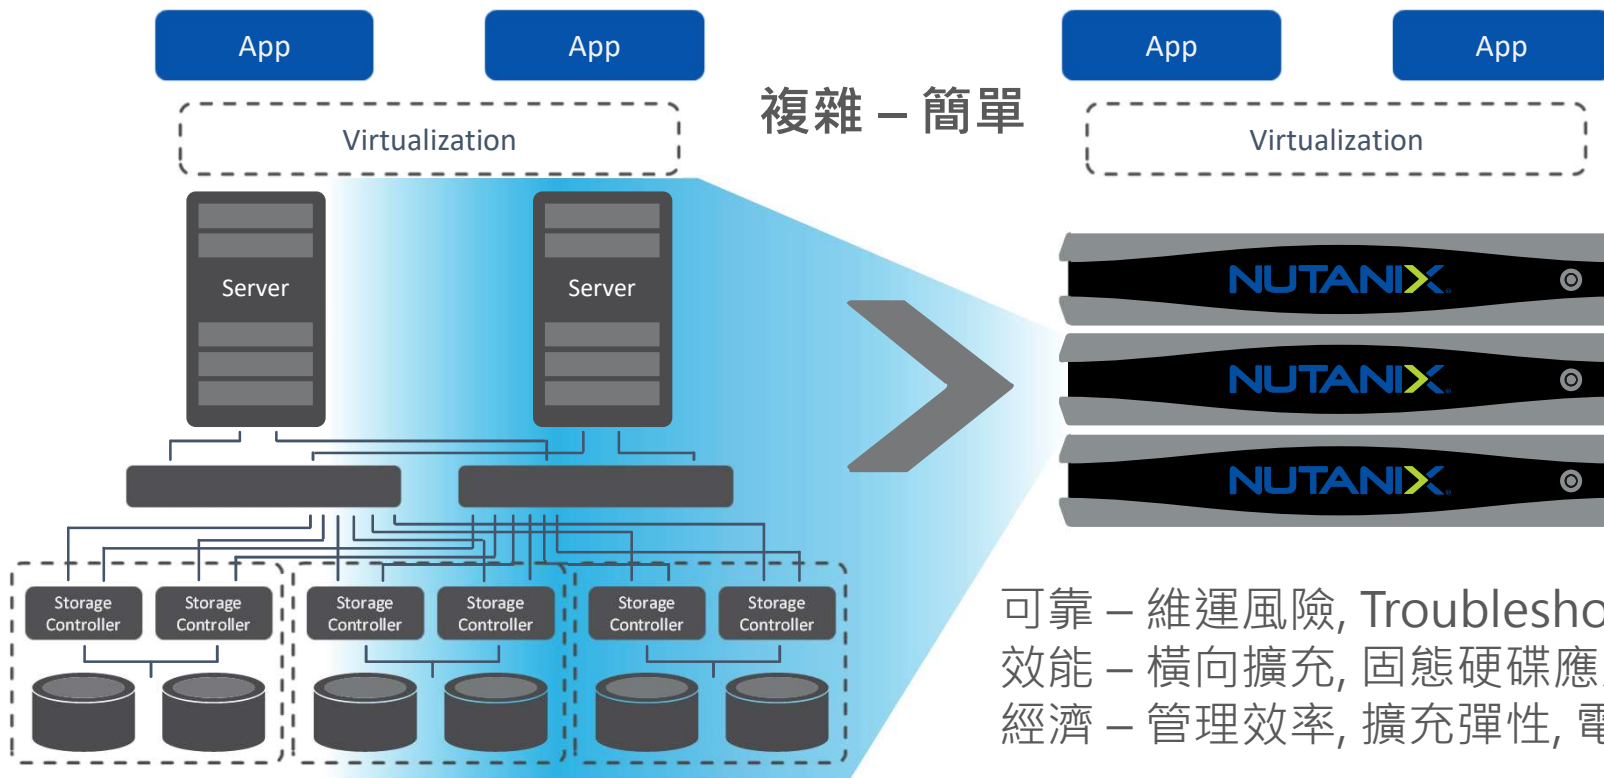 App
App
複雜 – 簡單
App
App
Virtualization
Virtualization
Server
Server
NUTANIX
NUTANIX
NUTANIX
Storage
Controller
Storage
Controller
Storage
Controller
Storage
Controller
Storage
Controller
Storage
Controller
可靠 – 維運風險, Troublesho
效能 – 橫向擴充, 固態硬碟應
經濟 – 管理效率, 擴充彈性, 電